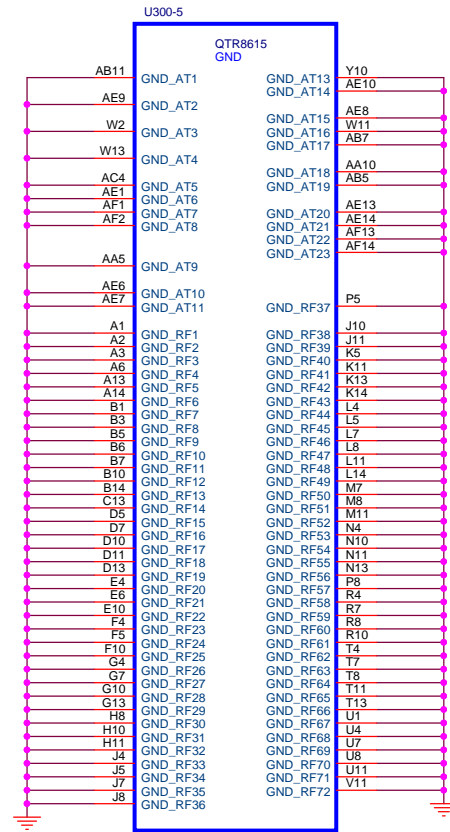 U300-5
QTR8615
GND
AB11 GND_AT1 GND_AT13 Y10
GND_AT14 AE10
AE9 GND_AT2
GND_AT15 AE8
W2 GND_AT3 GND_AT16 W11
GND_AT17 AB7
W13 GND_AT4
GND_AT18 AA10
AC4 GND_AT5 GND_AT19 AB5
AE1 GND_AT6
AF1 GND_AT7 GND_AT20 AE13
AF2 GND_AT8 GND_AT21 AE14
GND_AT22 AF13
GND_AT23 AF14
AA5 GND_AT9
AE6 GND_AT10
AE7 GND_AT11 GND_RF37 P5
A1 GND_RF1 GND_RF38 J10
A2 GND_RF2 GND_RF39 J11
A3 GND_RF3 GND_RF40 K5
A6 GND_RF4 GND_RF41 K11
A13 GND_RF5 GND_RF42 K13
A14 GND_RF6 GND_RF43 K14
B1 GND_RF7 GND_RF44 L4
B3 GND_RF8 GND_RF45 L5
B5 GND_RF9 GND_RF46 L7
B6 GND_RF10 GND_RF47 L8
B7 GND_RF11 GND_RF48 L11
B10 GND_RF12 GND_RF49 L14
B14 GND_RF13 GND_RF50 M7
C13 GND_RF14 GND_RF51 M8
D5 GND_RF15 GND_RF52 M11
D7 GND_RF16 GND_RF53 N4
D10 GND_RF17 GND_RF54 N10
D11 GND_RF18 GND_RF55 N11
D13 GND_RF19 GND_RF56 N13
E4 GND_RF20 GND_RF57 P8
E6 GND_RF21 GND_RF58 R4
E10 GND_RF22 GND_RF59 R7
F4 GND_RF23 GND_RF60 R8
F5 GND_RF24 GND_RF61 R10
F10 GND_RF25 GND_RF62 T4
G4 GND_RF26 GND_RF63 T7
G7 GND_RF27 GND_RF64 T8
G10 GND_RF28 GND_RF65 T11
G13 GND_RF29 GND_RF66 T13
H8 GND_RF30 GND_RF67 U1
H10 GND_RF31 GND_RF68 U4
H11 GND_RF32 GND_RF69 U7
J4 GND_RF33 GND_RF70 U8
J5 GND_RF34 GND_RF71 U11
J7 GND_RF35 GND_RF72 V11
J8 GND_RF36